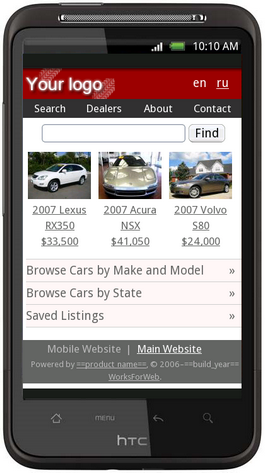 10:10 AM
Your logo
en ru
Search Dealers About Contact
Find
2007 Lexus RX350 $33,500
2007 Acura NSX $41,050
2007 Volvo S80 $24,000
Browse Cars by Make and Model »
Browse Cars by State »
Saved Listings »
Mobile Website | Main Website
Powered by ==product name==, © 2006-==build_year==
WorksForWeb.
MENU
hTC